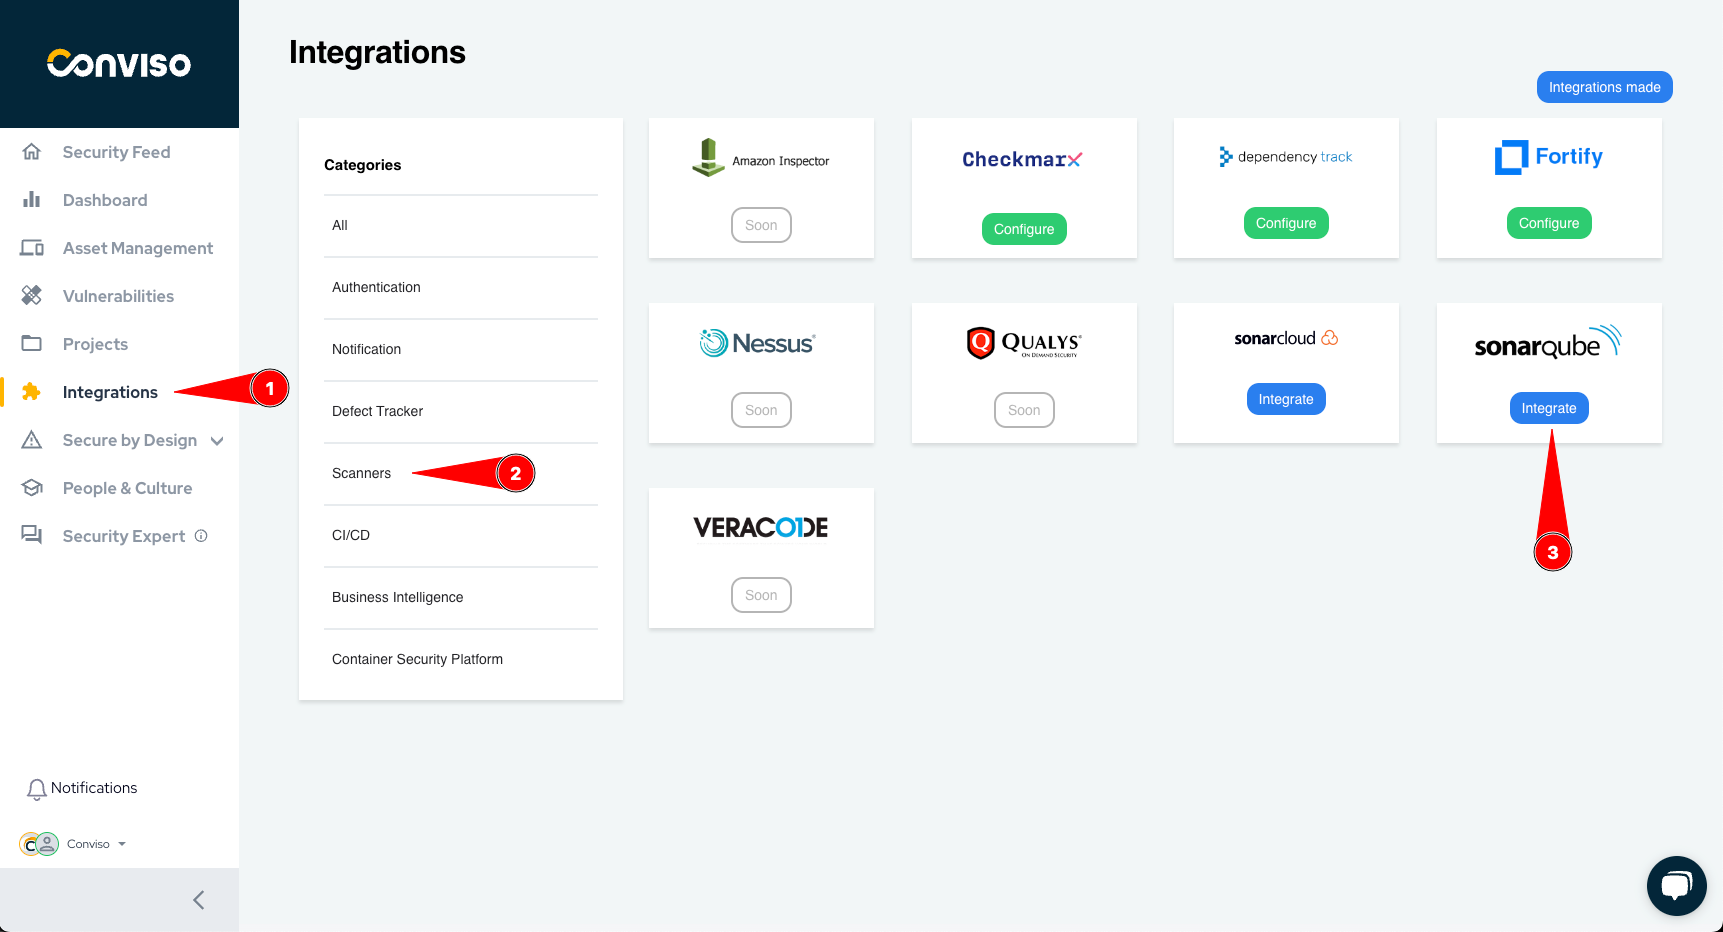 Conviso
Security Feed
Dashboard
Asset Management
Vulnerabilities
Projects
Integrations
1
Secure by Design
People & Culture
Security Expert
Notifications
C
Conviso
Integrations
Integrations made
Categories
All
Authentication
Notification
Defect Tracker
Scanners
2
CI/CD
Business Intelligence
Container Security Platform
Amazon Inspector
Soon
Checkmarx
Configure
dependency track
Configure
Fortify
Configure
Nessus®
Soon
Q QUALYS®
ON DEMAND SECURITY
Soon
sonarcloud
Integrate
sonarqube
Integrate
3
VERACODE
Soon